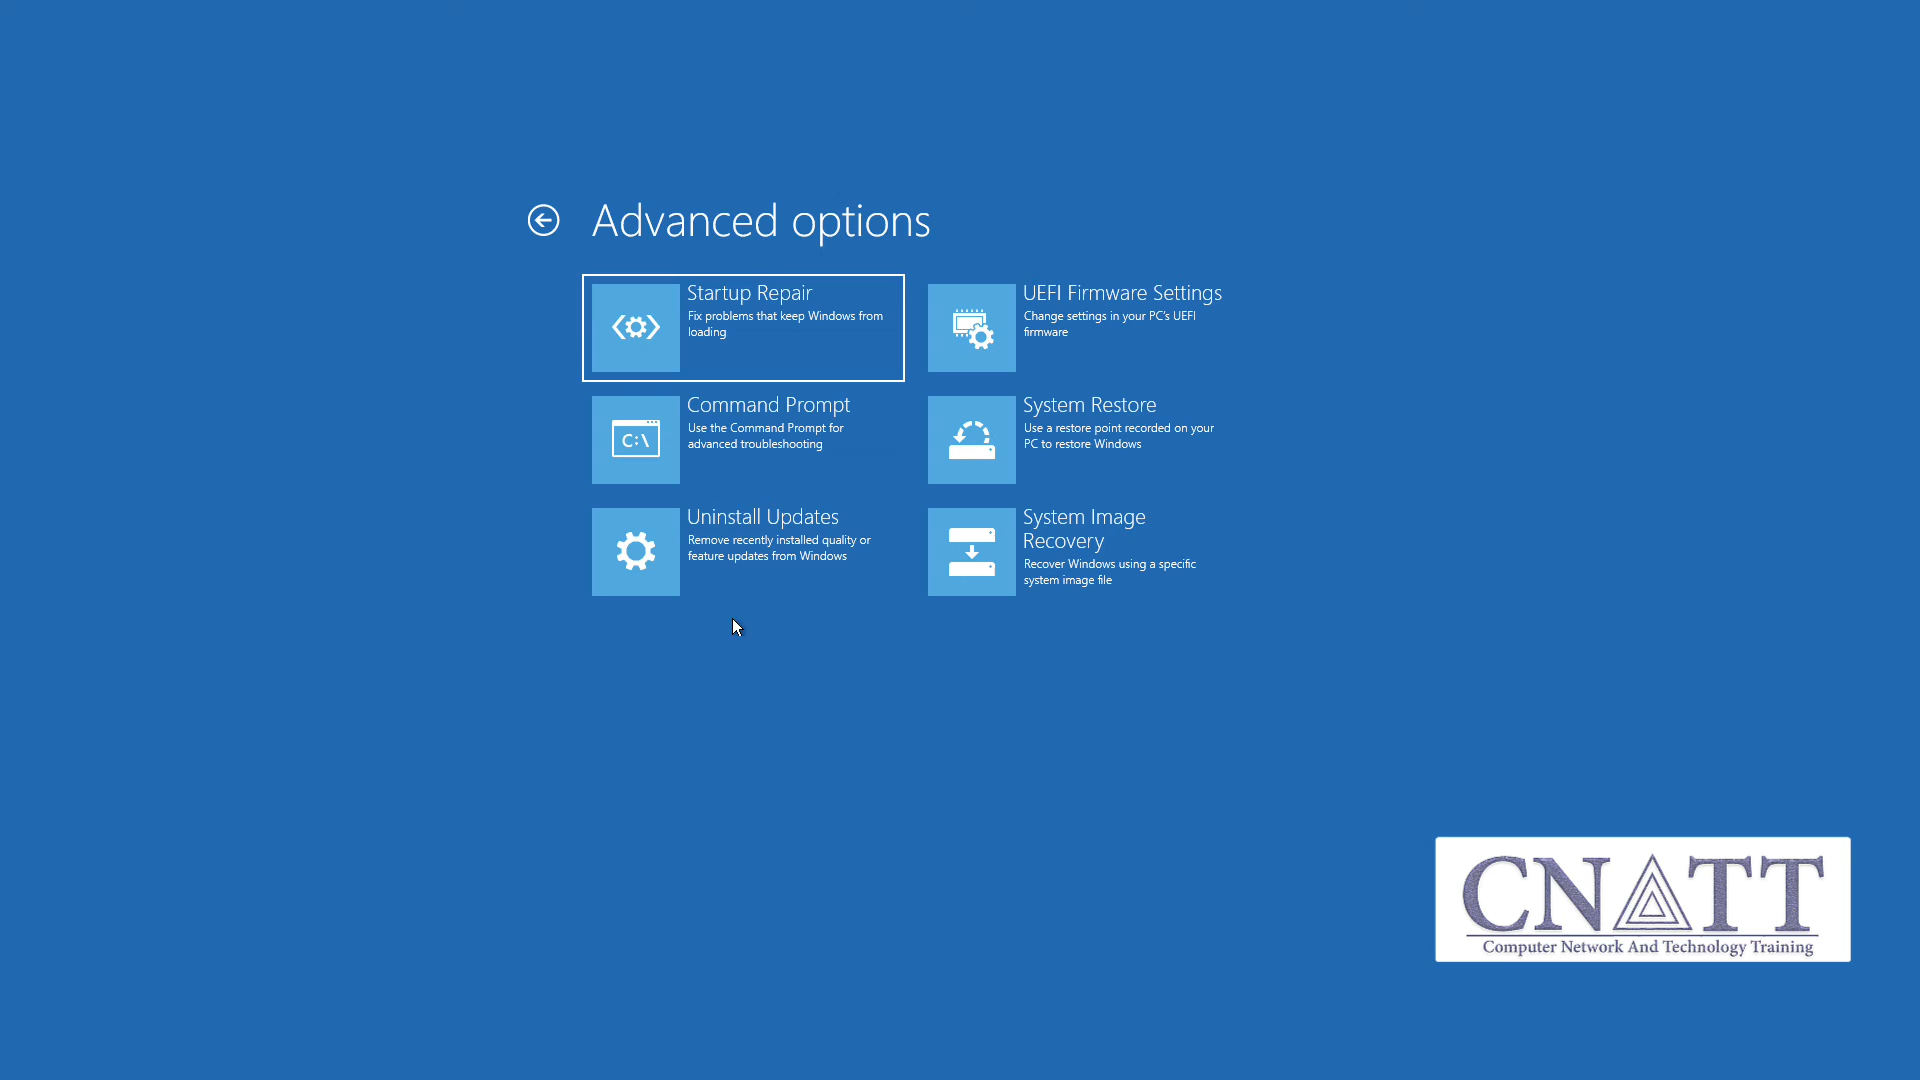 Advanced options
Startup Repair
Fix problems that keep Windows from
loading
UEFI Firmware Settings
Change settings in your PC's UEFI
firmware
Command Prompt
Use the Command Prompt for
advanced troubleshooting
C:\
System Restore
Use a restore point recorded on your
PC to restore Windows
Uninstall Updates
Remove recently installed quality or
feature updates from Windows
System Image
Recovery
Recover Windows using a specific
system image file
CNATT
Computer Network And Technology Training